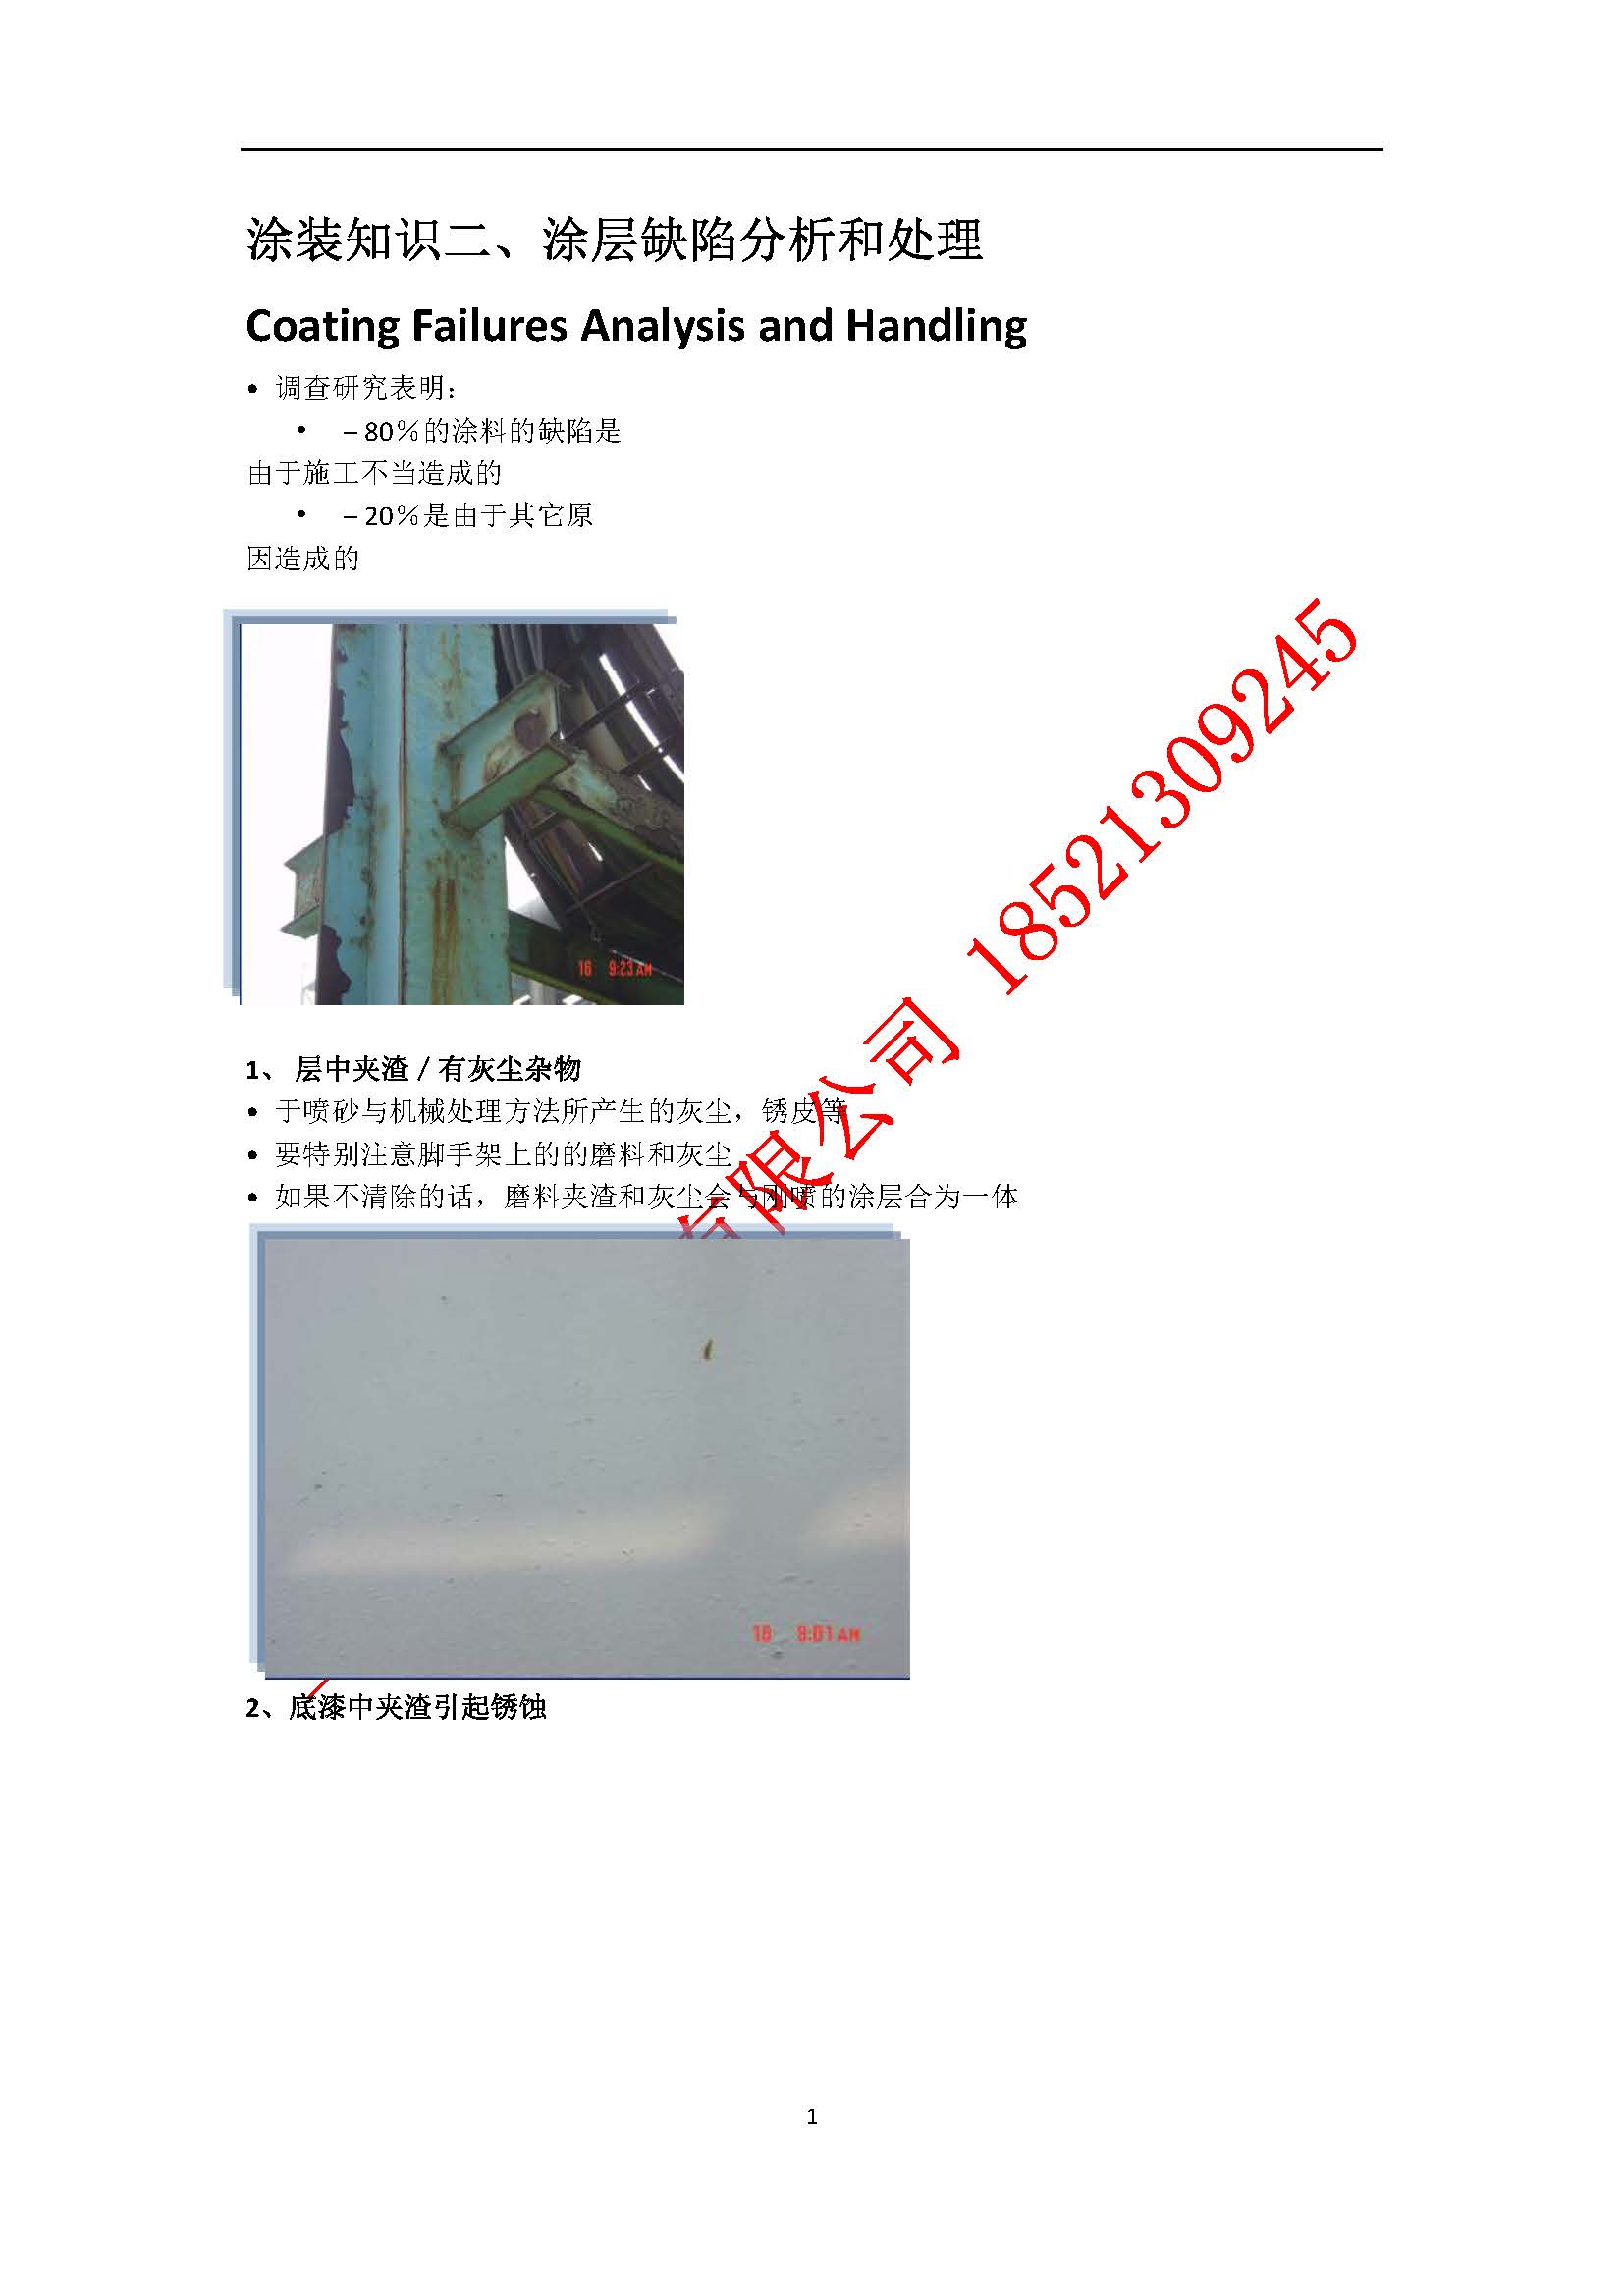 涂装知识二、涂层缺陷分析和处理
Coating Failures Analysis and Handling
• 调查研究表明：
• – 80％的涂料的缺陷是
由于施工不当造成的
• – 20％是由于其它原
因造成的
16 9:23 AM
1、 层中夹渣／有灰尘杂物
• 于喷砂与机械处理方法所产生的灰尘，锈皮等
• 要特别注意脚手架上的的磨料和灰尘
• 如果不清除的话，磨料夹渣和灰尘会与刚喷的涂层合为一体
有限公司 18521309245
16 9:01 AM
2、底漆中夹渣引起锈蚀
1